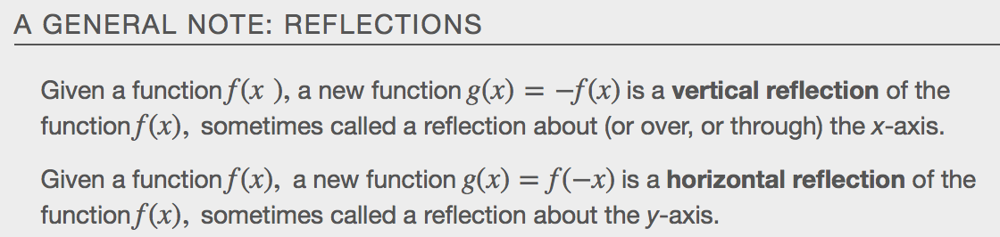 A GENERAL NOTE: REFLECTIONS
Given a function f(x ), a new function g(x) = −f(x) is a vertical reflection of the
function f(x), sometimes called a reflection about (or over, or through) the x-axis.
Given a function f(x), a new function g(x) = f(−x) is a horizontal reflection of the
function f(x), sometimes called a reflection about the y-axis.